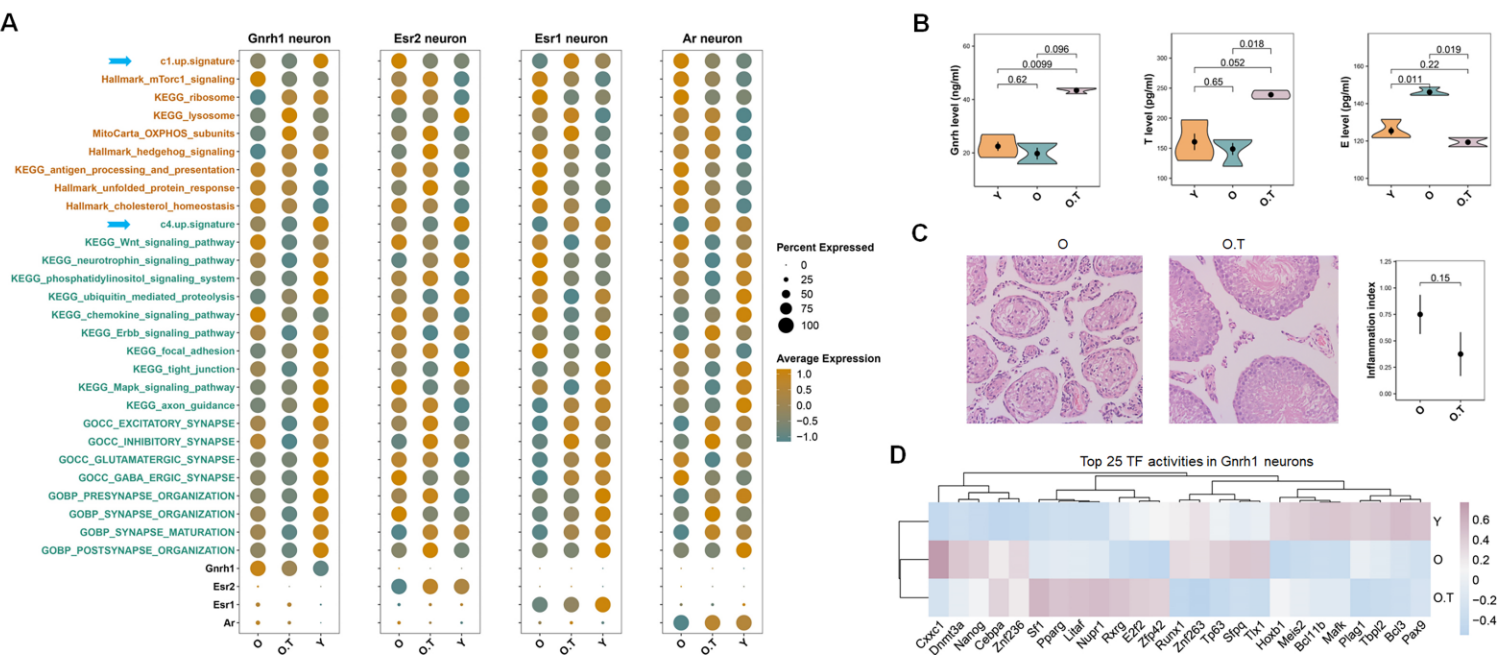 A
Gnrh1 neuron
Esr2 neuron
Esr1 neuron
Ar neuron
c1.up.signature
Hallmark_mTorc1_signaling
KEGG_ribosome
KEGG_lysosome
MitoCarta_OXPHOS_subunits
Hallmark_hedgehog_signaling
KEGG_antigen_processing_and_presentation
Hallmark_unfolded_protein_response
Hallmark_cholesterol_homeostasis
c4.up.signature
KEGG_Wnt_signaling_pathway
KEGG_neurotrophin_signaling_pathway
KEGG_phosphatidylinositol_signaling_system
KEGG_ubiquitin_mediated_proteolysis
KEGG_chemokine_signaling_pathway
KEGG_Erbb_signaling_pathway
KEGG_focal_adhesion
KEGG_tight_junction
KEGG_Mapk_signaling_pathway
KEGG_axon_guidance
GOCC_EXCITATORY_SYNAPSE
GOCC_INHIBITORY_SYNAPSE
GOCC_GLUTAMATERGIC_SYNAPSE
GOCC_GABA_ERGIC_SYNAPSE
GOBP_PRESYNAPSE_ORGANIZATION
GOBP_SYNAPSE_ORGANIZATION
GOBP_SYNAPSE_MATURATION
GOBP_POSTSYNAPSE_ORGANIZATION
Gnrh1
Esr2
Esr1
Ar
O O.T Y
O O.T Y
O O.T Y
O O.T Y
Percent Expressed
0
25
50
75
100
Average Expression
1.0
0.5
0.0
−0.5
−1.0
B
Gnrh level (ng/ml)
60
40
20
0.096
0.0099
0.62
Y O O.T
T level (pg/ml)
300
250
200
150
100
0.018
0.052
0.65
Y O O.T
E level (pg/ml)
180
160
140
120
100
0.019
0.22
0.011
Y O O.T
C
O
O.T
Inflammation index
1.25
1.00
0.75
0.50
0.25
0.00
0.15
O O.T
D
Top 25 TF activities in Gnrh1 neurons
Y
O
O.T
0.6
0.4
0.2
0
−0.2
−0.4
Cxxc1
Dnmt3a
Nanog
Cebpa
Znf236
Sf1
Pparg
Litaf
Nupr1
Rxrg
E2f2
Zfp42
Runx1
Znf263
Tp63
Sfpq
Tlx1
Hoxb1
Meis2
Bcl11b
Mafk
Plag1
Tbpl2
Bcl3
Pax9